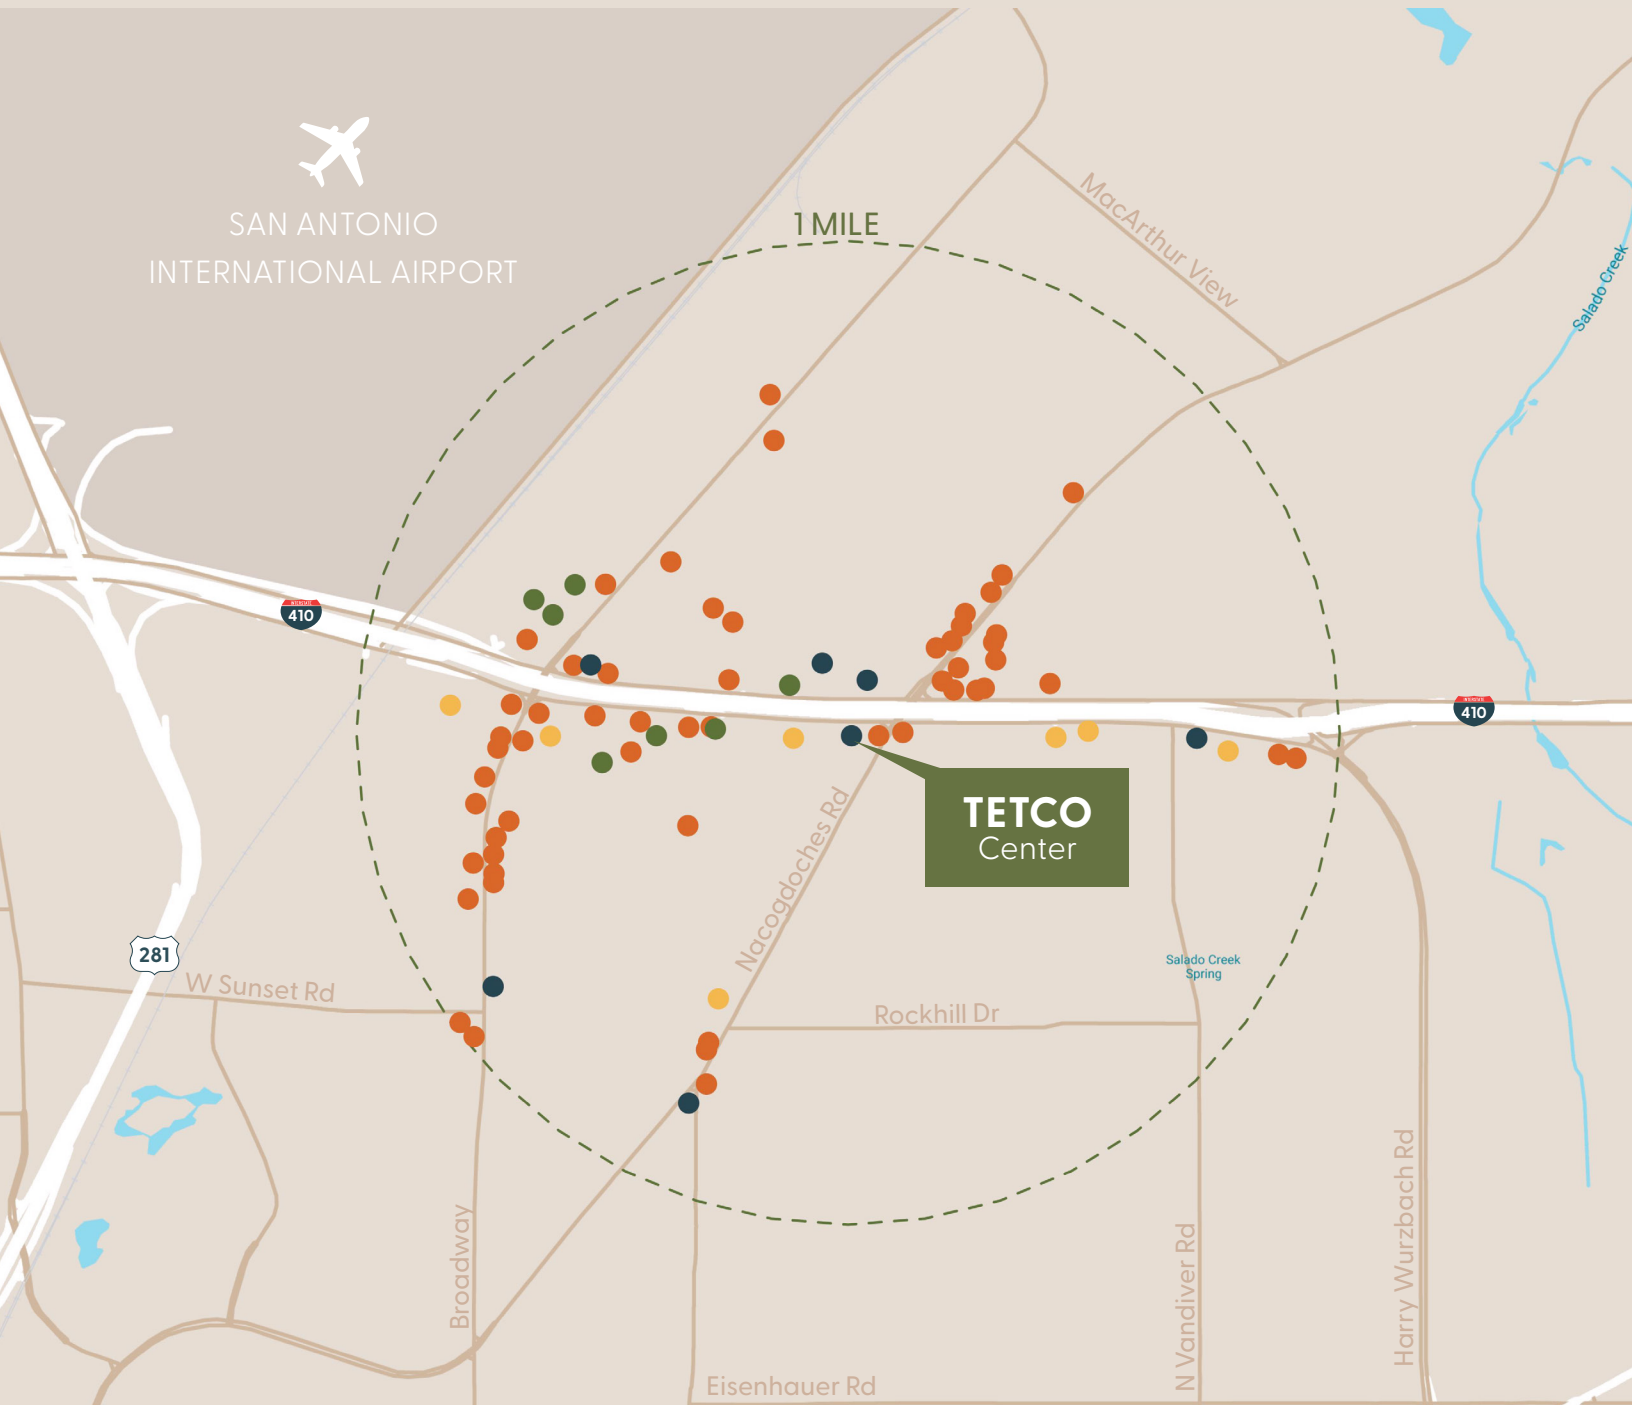 SAN ANTONIO
INTERNATIONAL AIRPORT
1 MILE
MacArthur View
Salado Creek
410
410
TETCO
Center
Nacogdoches Rd
281
W Sunset Rd
Salado Creek
Spring
Rockhill Dr
Broadway
N Vandiver Rd
Harry Wurzbach Rd
Eisenhauer Rd